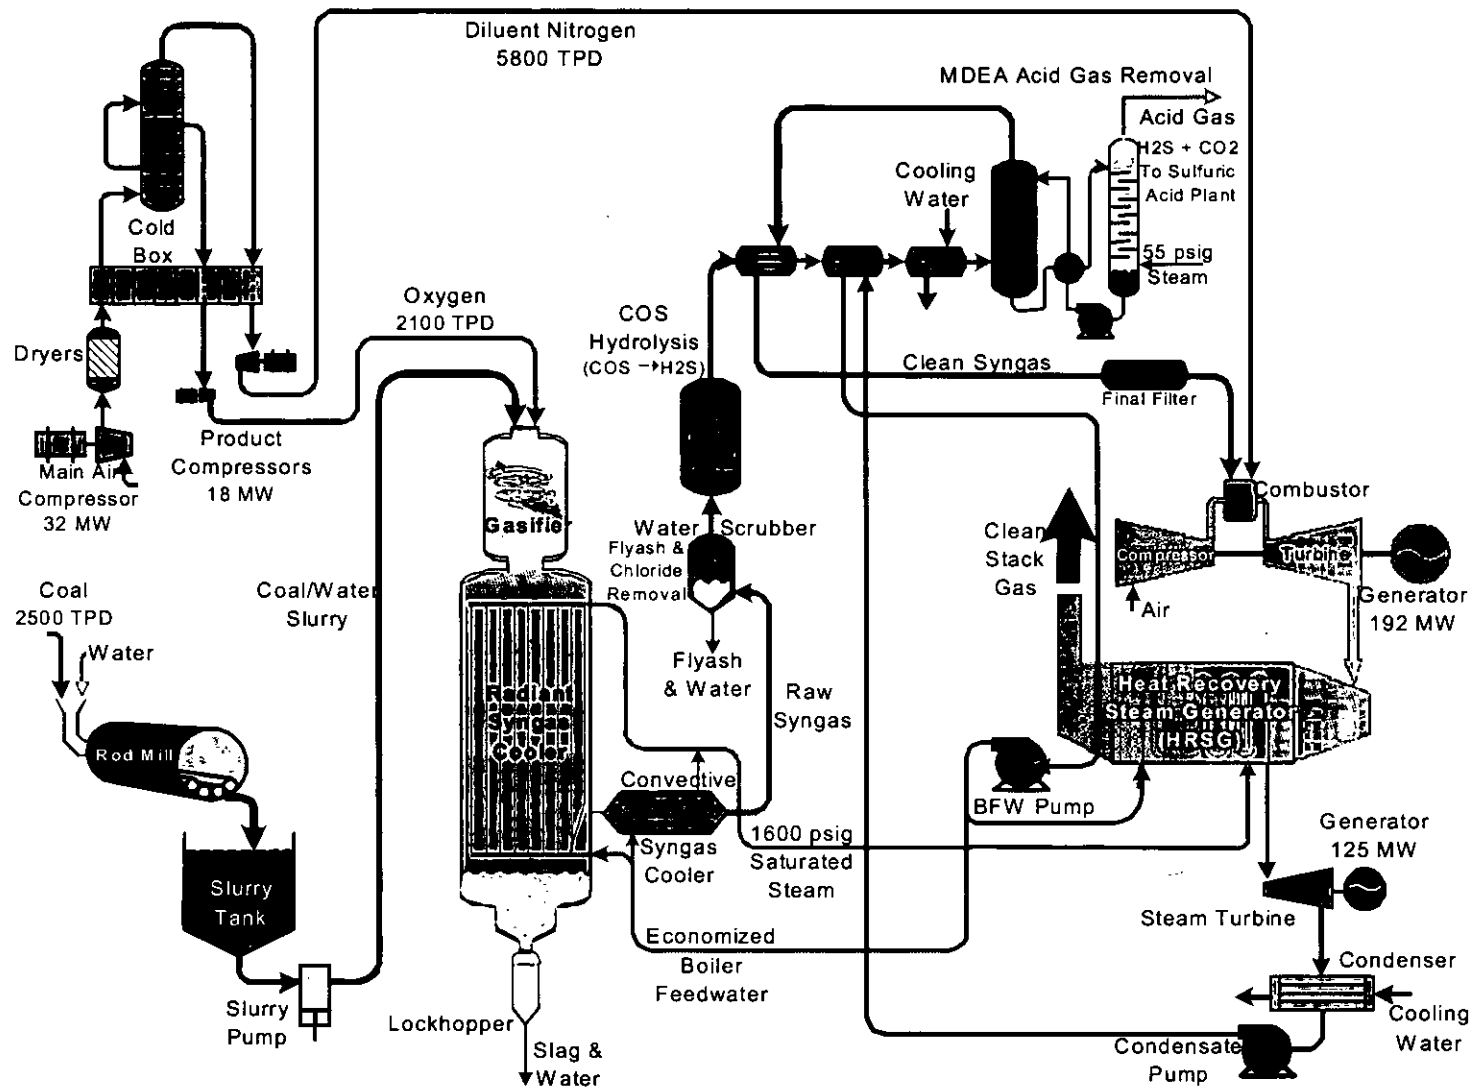 Diluent Nitrogen
5800 TPD
MDEA Acid Gas Removal
Acid Gas
H2S + CO2
To Sulfuric
Acid Plant
Cooling
Water
55 psig
Steam
Cold
Box
Oxygen
2100 TPD
COS
Hydrolysis
(COS →H2S)
Dryers
Clean Syngas
Final Filter
Product
Compressors
18 MW
Main Air
Compressor
32 MW
Gasifier
Water Scrubber
Flyash &
Chloride
Removal
Clean
Stack
Gas
Combustor
Compressor
Turbine
Air
Generator
192 MW
Coal
2500 TPD
Water
Coal/Water
Slurry
Flyash
& Water
Raw
Syngas
Radiant
Syngas
Cooler
Heat Recovery
Steam Generator
(HRSG)
Rod Mill
Convective
Syngas
Cooler
BFW Pump
1600 psig
Saturated
Steam
Generator
125 MW
Steam Turbine
Slurry
Tank
Economized
Boiler
Feedwater
Condenser
Cooling
Water
Slurry
Pump
Lockhopper
Slag &
Water
Condensate
Pump